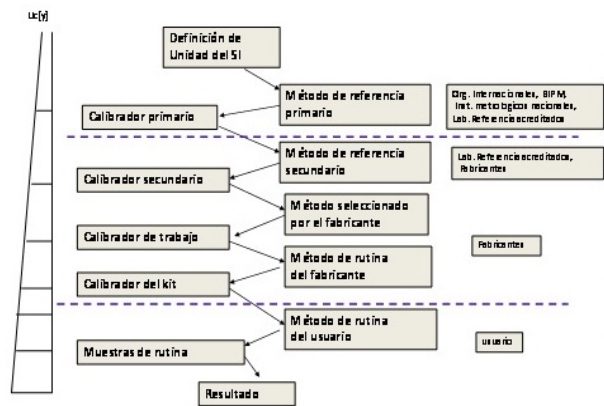 Uc[y]
Definición de
Unidad del SI
Método de referencia
primario
Org. Internacionales, BIPM,
Inst. metrologicos nacionales,
Lab. Referencia acreditados
Calibrador primario
Método de referencia
secundario
Lab. Referencia acreditados,
Fabricantes
Calibrador secundario
Método seleccionado
por el fabricante
Calibrador de trabajo
Método de rutina
del fabricante
Fabricantes
Calibrador del kit
Método de rutina
del usuario
usuario
Muestras de rutina
Resultado